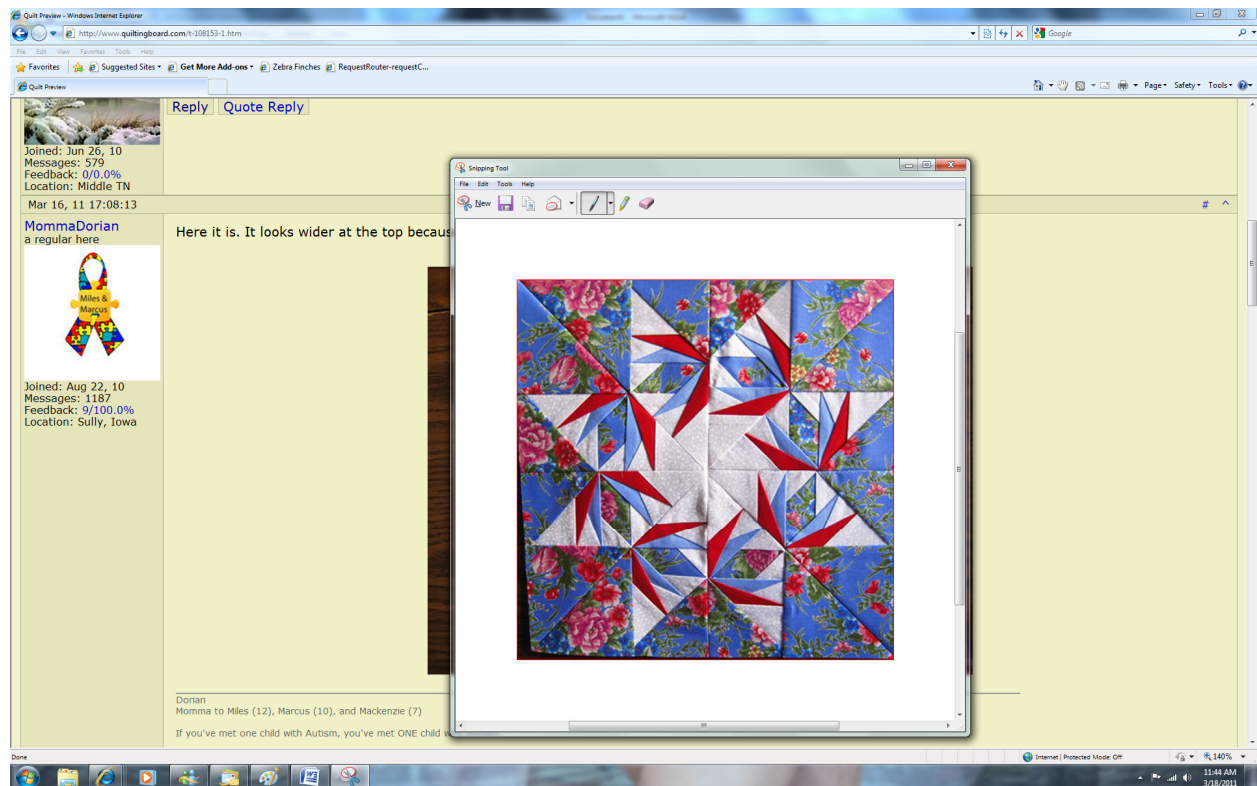 Quilt Preview - Windows Internet Explorer
http://www.quiltingboard.com/t-108153-1.htm
Google
File Edit View Favorites Tools Help
Favorites Suggested Sites Get More Add-ons Zebra Finches RequestRouter-requestC...
Quilt Preview
Page Safety Tools
Reply Quote Reply
Joined: Jun 26, 10
Messages: 579
Feedback: 0/0.0%
Location: Middle TN
Mar 16, 11 17:08:13
# ^
MommaDorian
a regular here
Miles &
Marcus
Joined: Aug 22, 10
Messages: 1187
Feedback: 9/100.0%
Location: Sully, Iowa
Here it is. It looks wider at the top becaus
Snipping Tool
File Edit Tools Help
New
Dorian
Momma to Miles (12), Marcus (10), and Mackenzie (7)
If you've met one child with Autism, you've met ONE child w
Done
Internet | Protected Mode: Off
140%
11:44 AM
3/18/2011